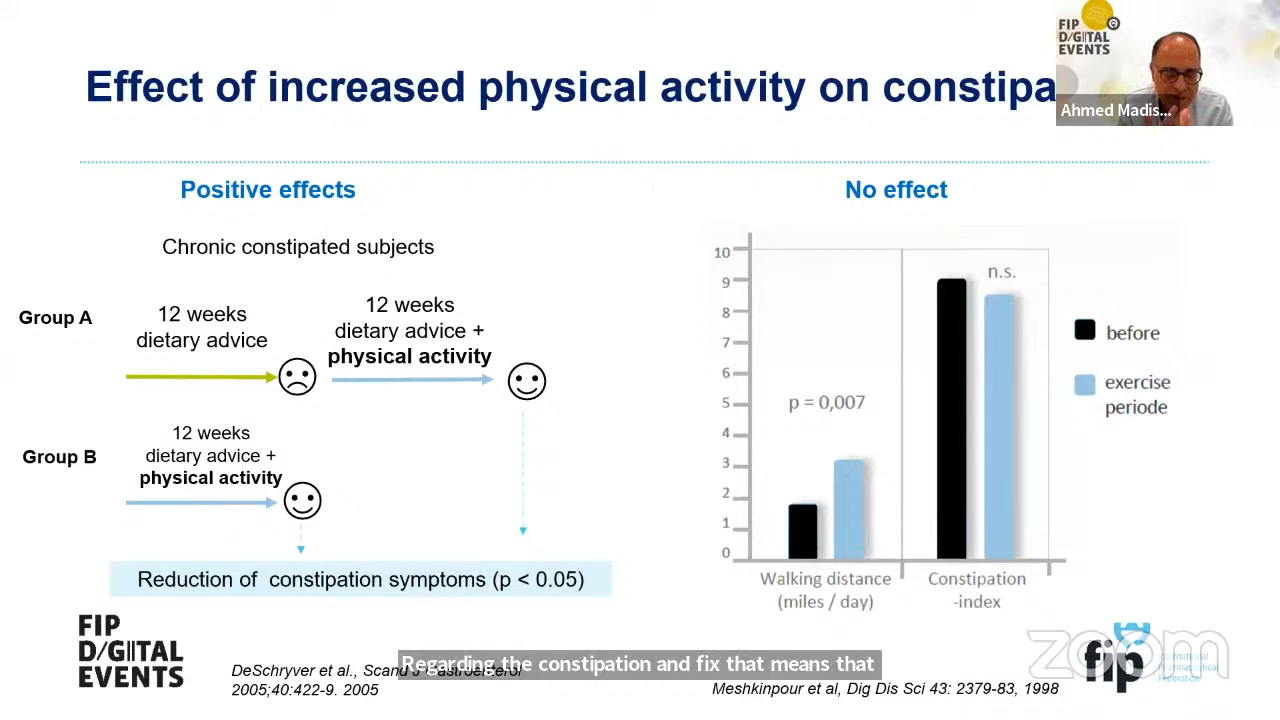 FIP
D/GITAL
EVENTS
Effect of increased physical activity on constipa
Ahmed Madis...
Positive effects
No effect
Chronic constipated subjects
Group A
12 weeks
dietary advice
12 weeks
dietary advice +
physical activity
Group B
12 weeks
dietary advice +
physical activity
Reduction of constipation symptoms (p < 0.05)
10
9
8
7
6
5
4
3
2
1
0
p = 0,007
n.s.
before
exercise
periode
Walking distance
(miles / day)
Constipation
-index
FIP
D/GITAL
EVENTS
DeSchryver et al., Scand J
2005;40:422-9. 2005
Regarding the constipation and fix that means that
Meshkinpour et al, Dig Dis Sci 43: 2379-83, 1998
zoom
fip
International
Pharmaceutical
Federation